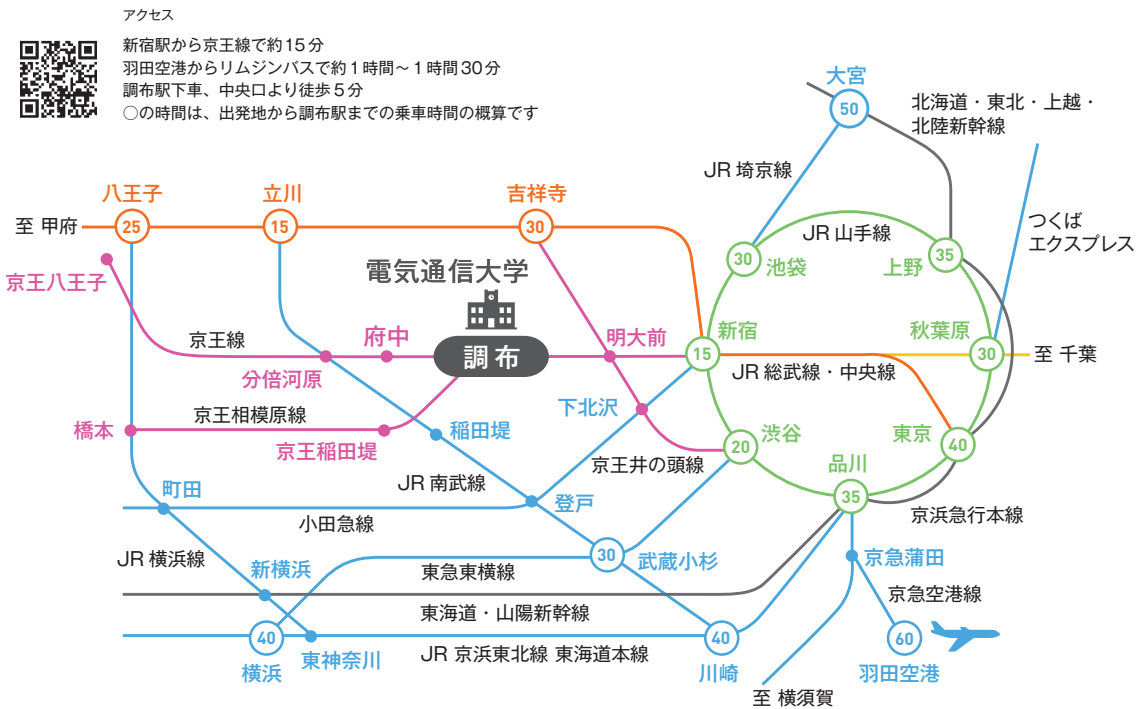 アクセス
新宿駅から京王線で約15分
羽田空港からリムジンバスで約1時間～1時間30分
調布駅下車、中央口より徒歩5分
○の時間は、出発地から調布駅までの乗車時間の概算です
大宮
50
北海道・東北・上越・
北陸新幹線
JR 埼京線
八王子
立川
吉祥寺
至 甲府
25
15
30
つくば
エクスプレス
JR 山手線
30
池袋
上野
35
京王八王子
電気通信大学
京王線
府中
調布
明大前
新宿
15
秋葉原
30
至 千葉
分倍河原
JR 総武線・中央線
京王相模原線
下北沢
橋本
京王稲田堤
稲田堤
渋谷
20
東京
40
京王井の頭線
品川
35
町田
JR 南武線
登戸
小田急線
京浜急行本線
JR 横浜線
新横浜
東急東横線
30
武蔵小杉
京急蒲田
京急空港線
東海道・山陽新幹線
40
横浜
東神奈川
JR 京浜東北線 東海道本線
40
川崎
60
羽田空港
至 横須賀